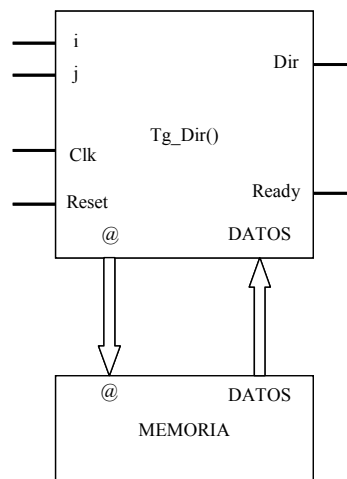 i
Dir
j
Tg_Dir()
Clk
Ready
Reset
@ DATOS
@ DATOS
MEMORIA